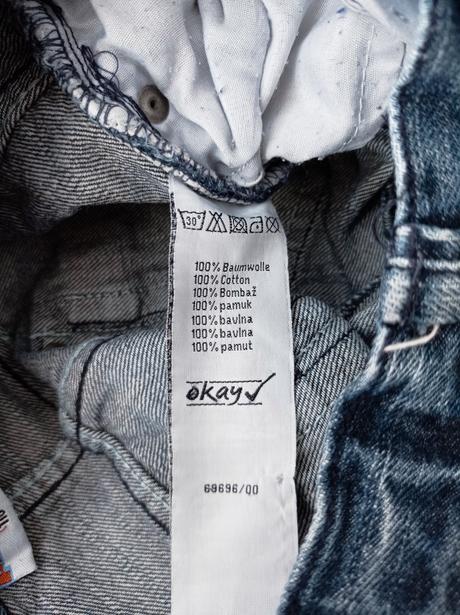 30°
100% Baumwolle
100% Cotton
100% Bombaž
100% pamuk
100% bavlna
100% bavlna
100% pamut
okay
68696/00